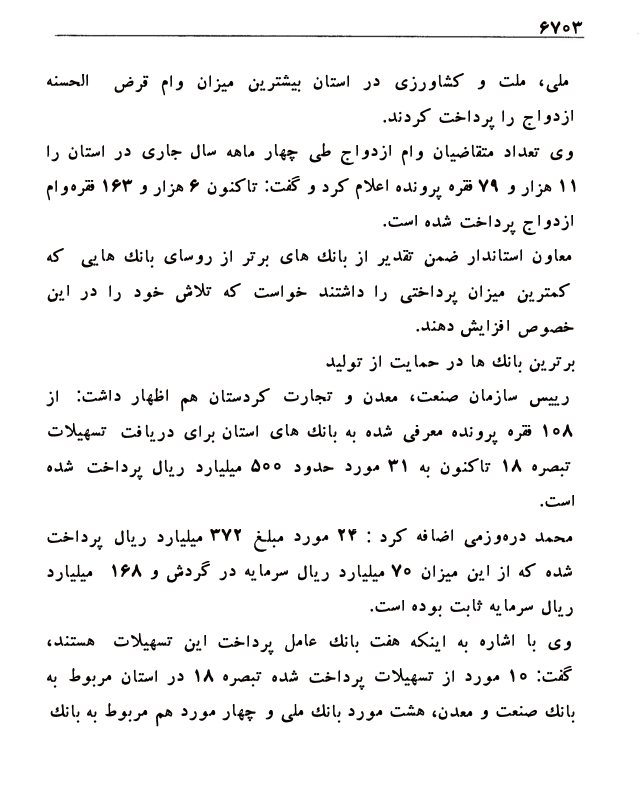 ۶۷۰۳
ملی، ملت و کشاورزی در استان بیشترین میزان وام قرض الحسنه
ازدواج را پرداخت کردند.
وی تعداد متقاضیان وام ازدواج طی چهار ماهه سال جاری در استان را
۱۱ هزار و ۷۹ فقره پرونده اعلام کرد و گفت: تاکنون ۶ هزار و ۱۶۳ فقره‌وام
ازدواج پرداخت شده است.
معاون استاندار ضمن تقدیر از بانک های برتر از روسای بانک هایی که
کمترین میزان پرداختی را داشتند خواست که تلاش خود را در این
خصوص افزایش دهند.
برترین بانک ها در حمایت از تولید
رییس سازمان صنعت، معدن و تجارت کردستان هم اظهار داشت: از
۱۰۸ فقره پرونده معرفی شده به بانک های استان برای دریافت تسهیلات
تبصره ۱۸ تاکنون به ۳۱ مورد حدود ۵۰۰ میلیارد ریال پرداخت شده
است.
محمد دره‌وزمی اضافه کرد : ۲۴ مورد مبلغ ۳۷۲ میلیارد ریال پرداخت
شده که از این میزان ۷۰ میلیارد ریال سرمایه در گردش و ۱۶۸ میلیارد
ریال سرمایه ثابت بوده است.
وی با اشاره به اینکه هفت بانک عامل پرداخت این تسهیلات هستند،
گفت: ۱۰ مورد از تسهیلات پرداخت شده تبصره ۱۸ در استان مربوط به
بانک صنعت و معدن، هشت مورد بانک ملی و چهار مورد هم مربوط به بانک